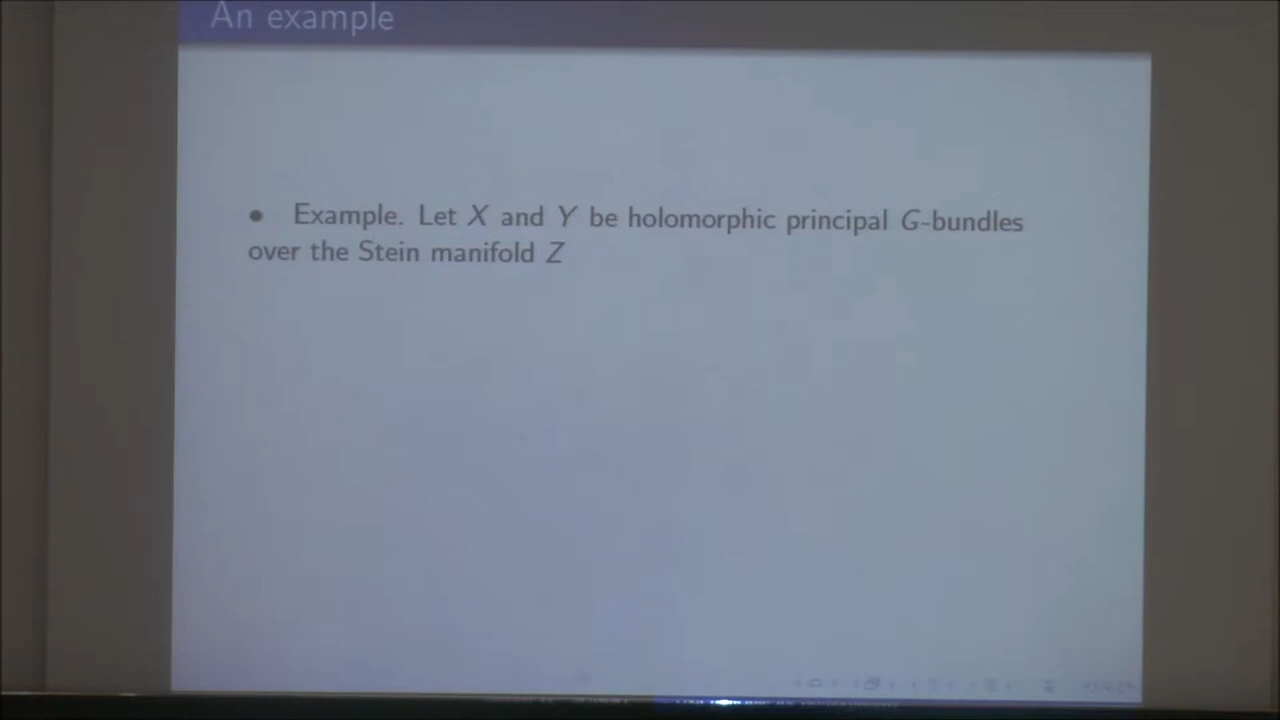 An example
• Example. Let X and Y be holomorphic principal G-bundles
over the Stein manifold Z